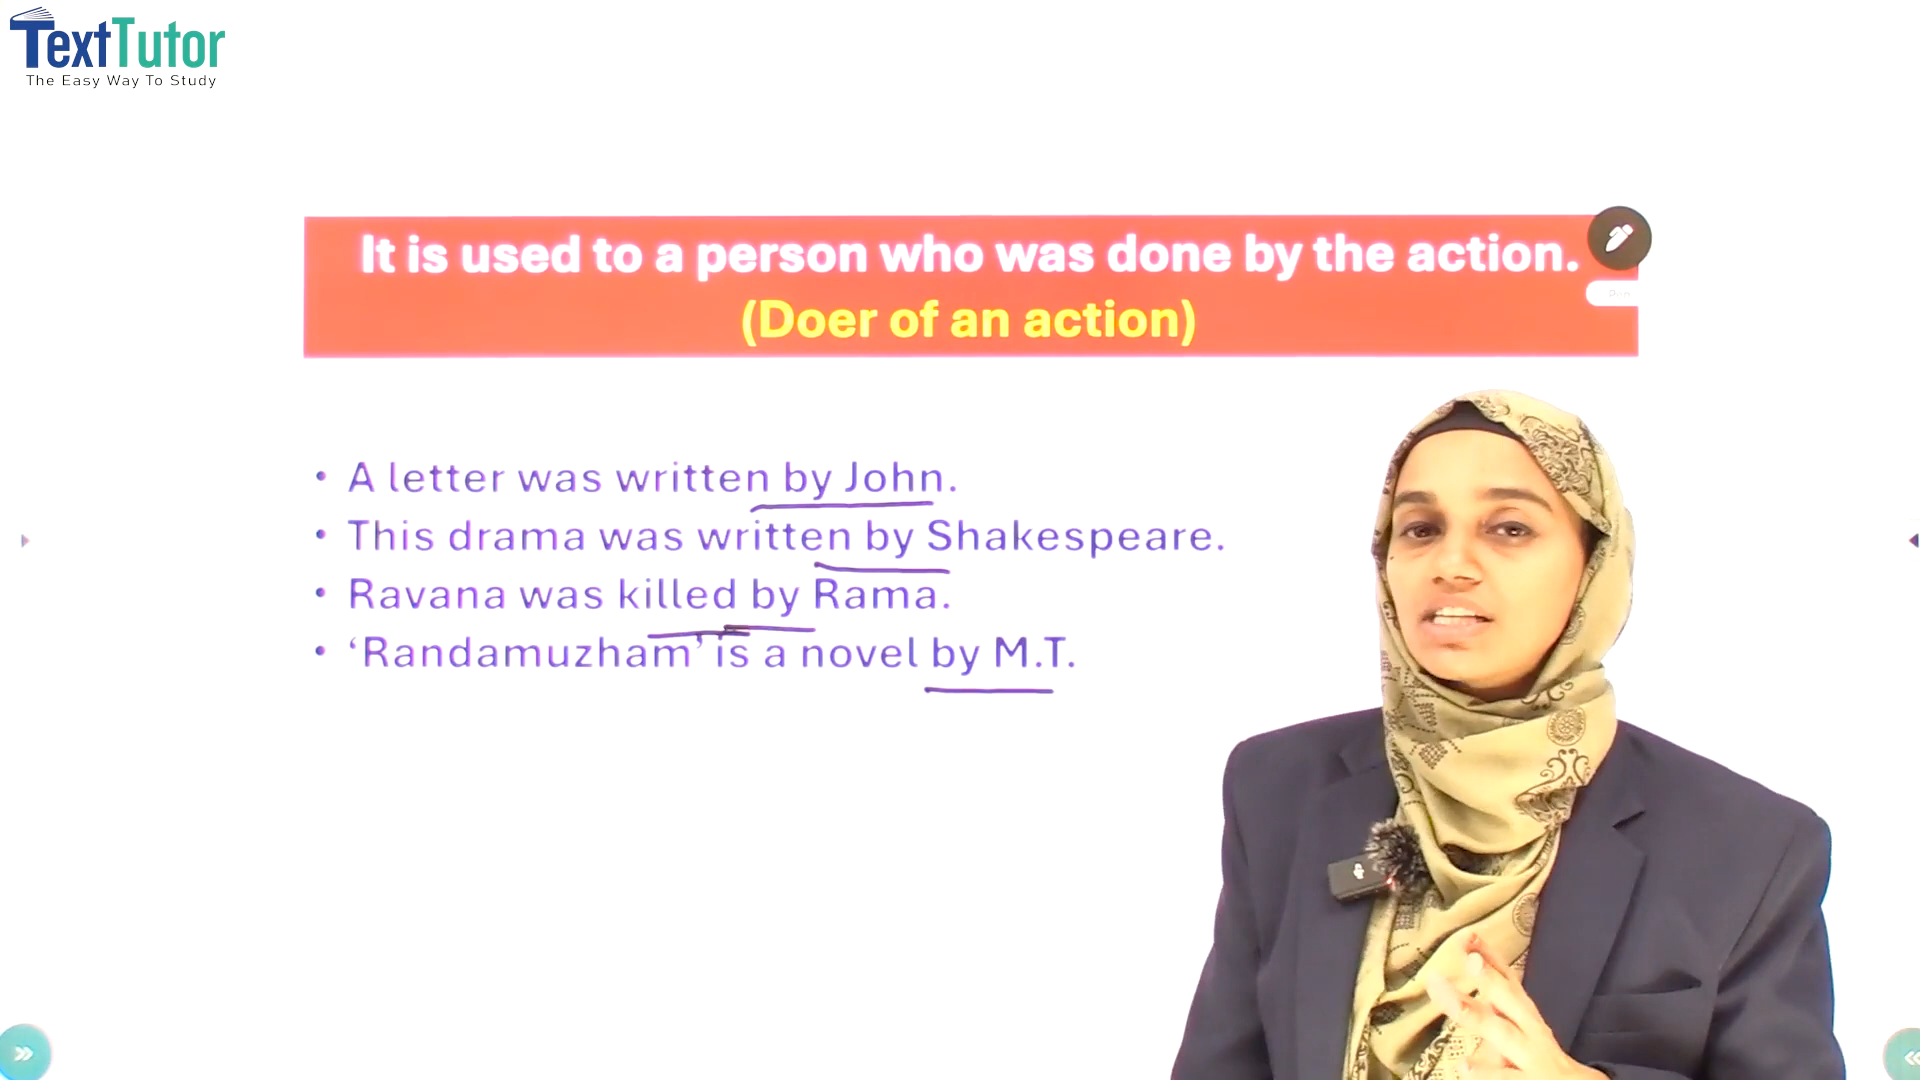 TextTutor
The Easy Way To Study
It is used to a person who was done by the action.
(Doer of an action)
• A letter was written by John.
• This drama was written by Shakespeare.
• Ravana was killed by Rama.
• ‘Randamuzham’ is a novel by M.T.